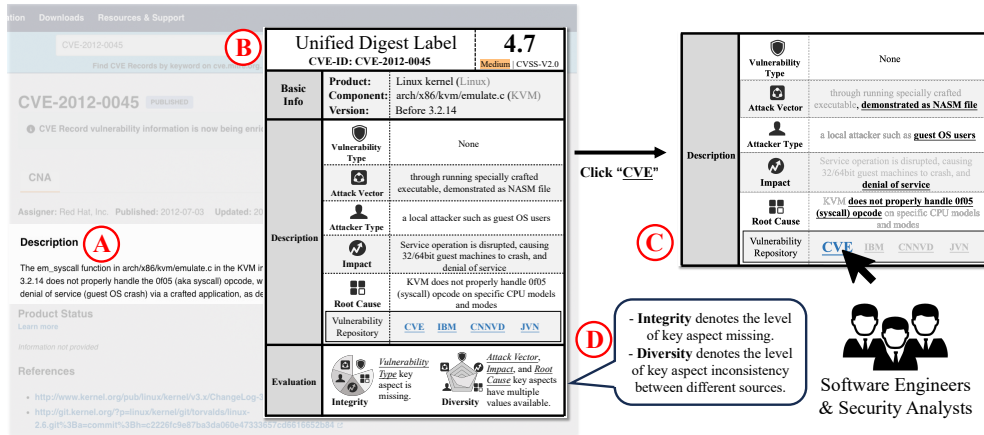 Downloads Resources & Support
CVE-2012-0045
Find CVE Records by keyword on cve.mitre.org
CVE-2012-0045 PUBLISHED
CVE Record vulnerability information is now being enri
CNA
Assigner: Red Hat, Inc. Published: 2012-07-03 Updated: 20
A
Description
The em_syscall function in arch/x86/kvm/emulate.c in the KVM
3.2.14 does not properly handle the 0f05 (aka syscall) opcode, w
denial of service (guest OS crash) via a crafted application, as de
Product Status
Learn more
Information not provided
References
http://www.kernel.org/pub/linux/kernel/v3.x/ChangeLog-3
http://git.kernel.org/?p=linux/kernel/git/torvalds/linux-
B
Unified Digest Label
CVE-ID: CVE-2012-0045
4.7
Medium | CVSS-V2.0
Basic
Info
Product: Linux kernel (Linux)
Component: arch/x86/kvm/emulate.c (KVM)
Version: Before 3.2.14
Description
Vulnerability
Type
None
Attack Vector
through running specially crafted
executable, demonstrated as NASM file
Attacker Type
a local attacker such as guest OS users
Impact
Service operation is disrupted, causing
32/64bit guest machines to crash, and
denial of service
Root Cause
KVM does not properly handle 0f05
(syscall) opcode on specific CPU models
and modes
Vulnerability
Repository
CVE IBM CNNVD JVN
Evaluation
Integrity
Vulnerability
Type key
aspect is
missing.
Diversity
Attack Vector,
Impact, and Root
Cause key aspects
have multiple
values available.
Click “CVE”
C
Description
Vulnerability
Type
None
Attack Vector
through running specially crafted
executable, demonstrated as NASM file
Attacker Type
a local attacker such as guest OS users
Impact
Service operation is disrupted, causing
32/64bit guest machines to crash, and
denial of service
Root Cause
KVM does not properly handle 0f05
(syscall) opcode on specific CPU models
and modes
Vulnerability
Repository
CVE IBM CNNVD JVN
D
- Integrity denotes the level
of key aspect missing.
- Diversity denotes the level
of key aspect inconsistency
between different sources.
Software Engineers
& Security Analysts